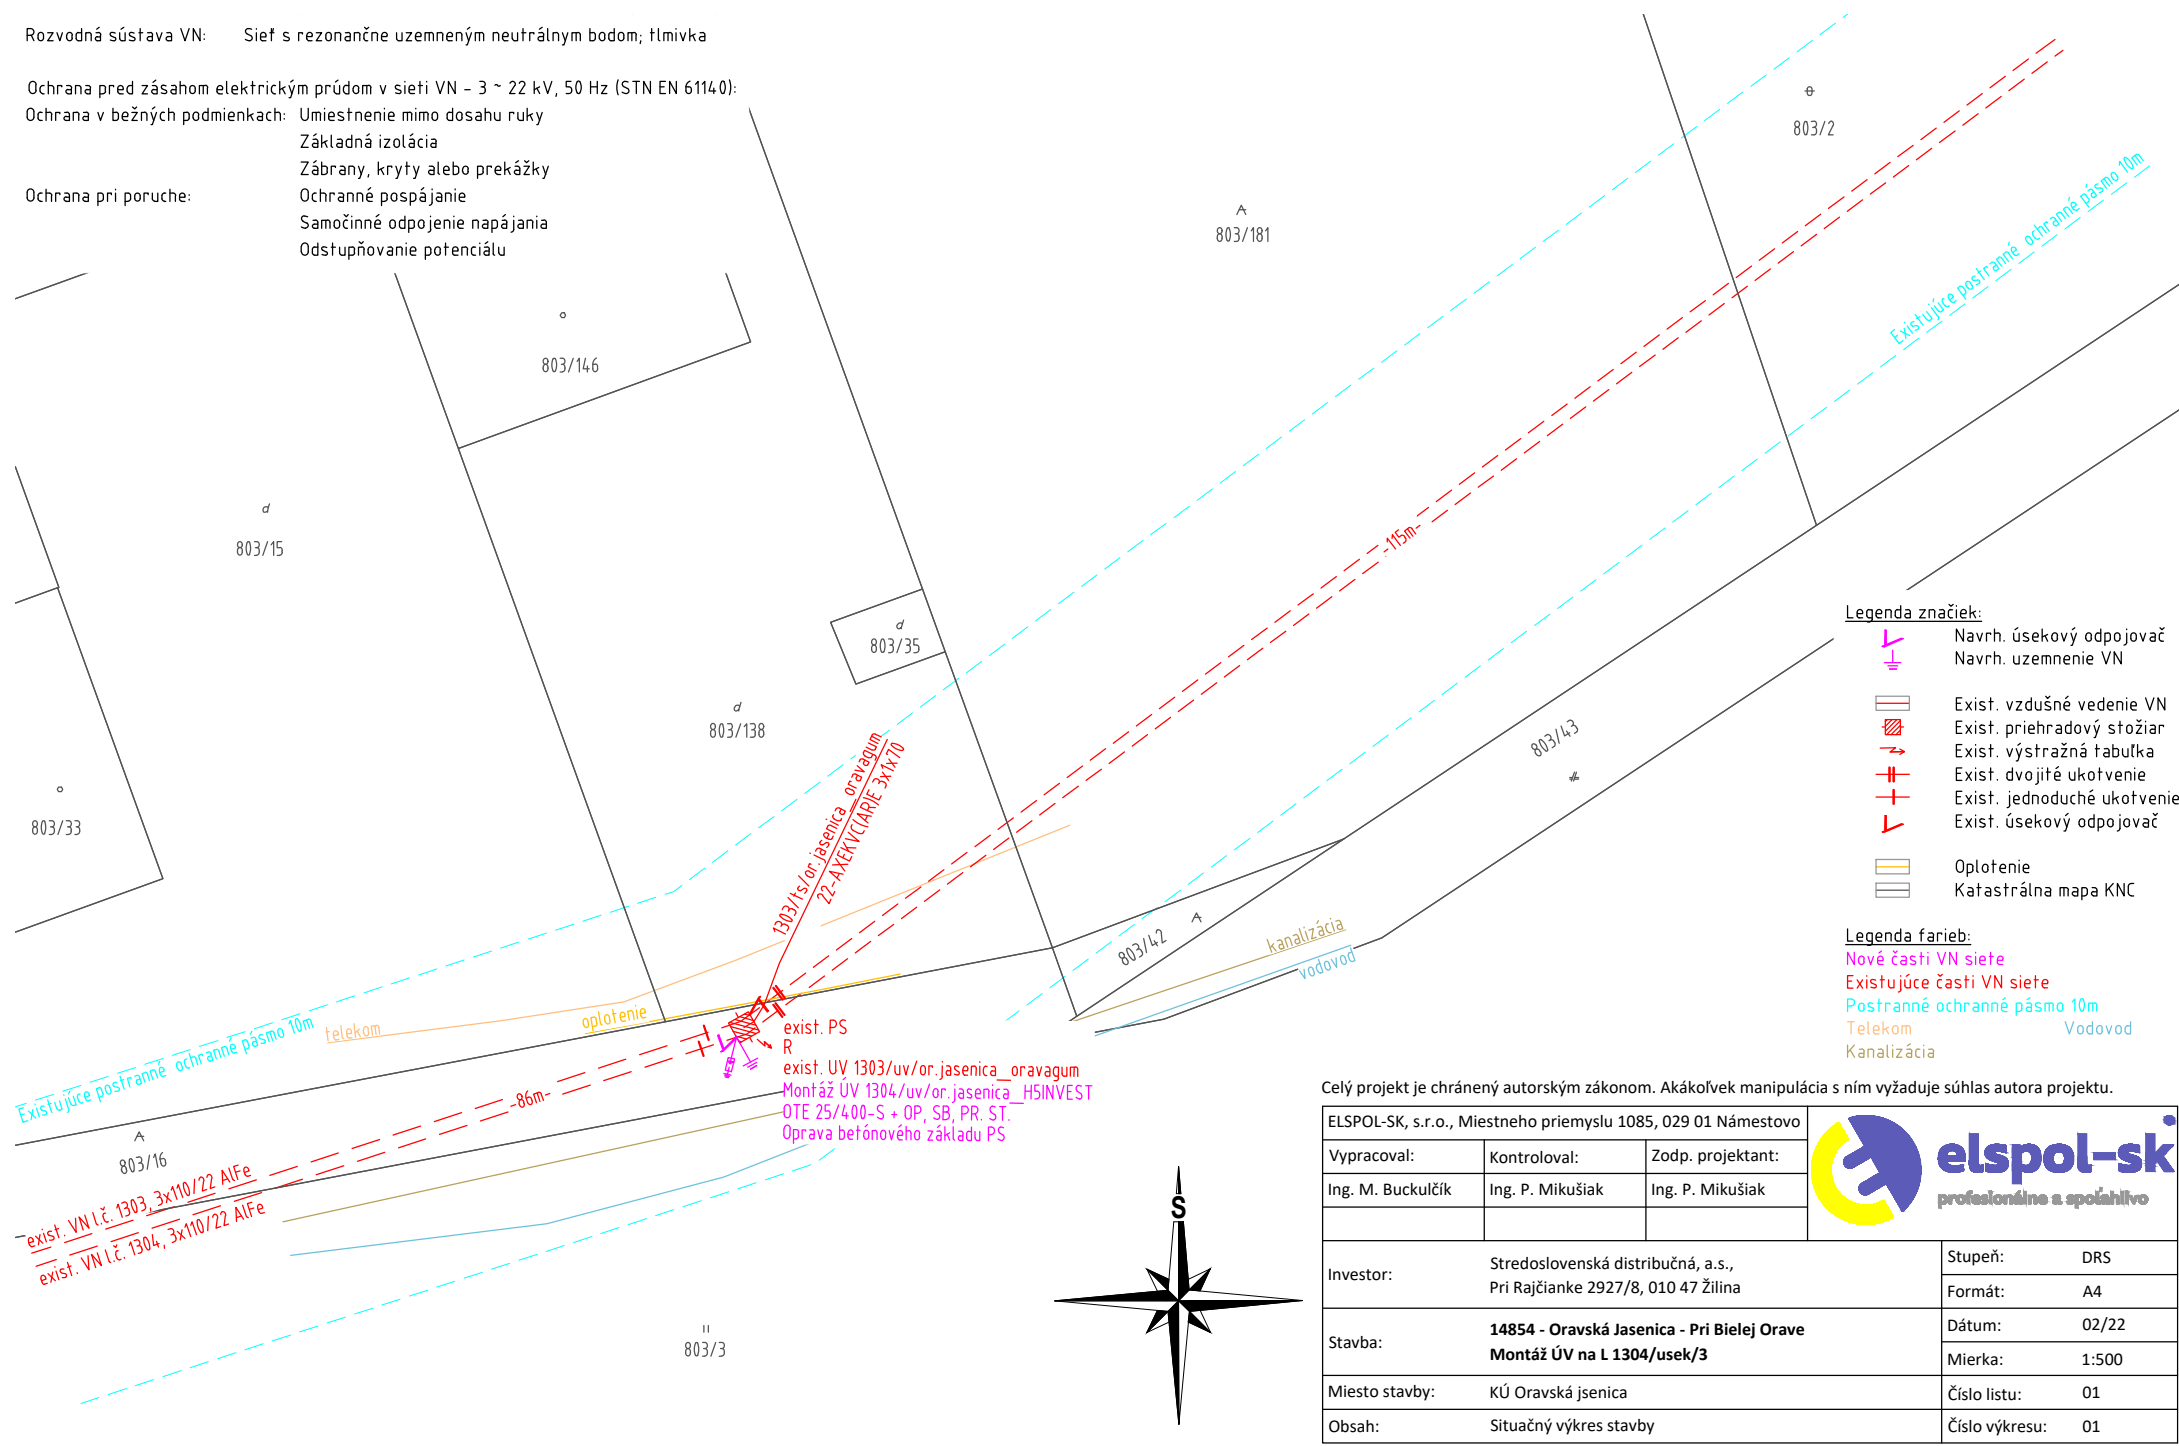 Rozvodná sústava VN: Sieť s rezonančne uzemneným neutrálnym bodom; tlmivka
Ochrana pred zásahom elektrickým prúdom v sieti VN - 3 ~ 22 kV, 50 Hz (STN EN 61140):
Ochrana v bežných podmienkach: Umiestnenie mimo dosahu ruky
Základná izolácia
Zábrany, kryty alebo prekážky
Ochrana pri poruche: Ochranné pospájanie
Samočinné odpojenie napájania
Odstupňovanie potenciálu
803/2
803/181
Existujúce postranné ochranné pásmo 10m
803/146
803/15
-115m-
803/35
803/138
803/43
803/33
1303/ts/or.jasenica_oravagum
22-AXEKVC(AR)E 3x1x70
803/42
kanalizácia
vodovod
oplotenie
telekom
Existujúce postranné ochranné pásmo 10m
exist. PS
R
exist. UV 1303/uv/or.jasenica_oravagum
Montáž ÚV 1304/uv/or.jasenica_H5INVEST
OTE 25/400-S + OP, SB, PR. ST.
Oprava betónového základu PS
-86m-
803/16
exist. VN l.č. 1303, 3x110/22 AlFe
exist. VN l.č. 1304, 3x110/22 AlFe
803/3
Legenda značiek:
Navrh. úsekový odpojovač
Navrh. uzemnenie VN
Exist. vzdušné vedenie VN
Exist. priehradový stožiar
Exist. výstražná tabuľka
Exist. dvojité ukotvenie
Exist. jednoduché ukotvenie
Exist. úsekový odpojovač
Oplotenie
Katastrálna mapa KNC
Legenda farieb:
Nové časti VN siete
Existujúce časti VN siete
Postranné ochranné pásmo 10m
Telekom Vodovod
Kanalizácia
Š
Celý projekt je chránený autorským zákonom. Akákoľvek manipulácia s ním vyžaduje súhlas autora projektu.
ELSPOL-SK, s.r.o., Miestneho priemyslu 1085, 029 01 Námestovo
Vypracoval: Kontroloval: Zodp. projektant:
Ing. M. Buckulčík Ing. P. Mikušiak Ing. P. Mikušiak
elspol-sk
profesionálne a spoľahlivo
Investor: Stredoslovenská distribučná, a.s.,
Pri Rajčianke 2927/8, 010 47 Žilina
Stupeň: DRS
Formát: A4
Stavba: 14854 - Oravská Jasenica - Pri Bielej Orave
Montáž ÚV na L 1304/usek/3
Dátum: 02/22
Mierka: 1:500
Miesto stavby: KÚ Oravská jsenica
Číslo listu: 01
Obsah: Situačný výkres stavby
Číslo výkresu: 01